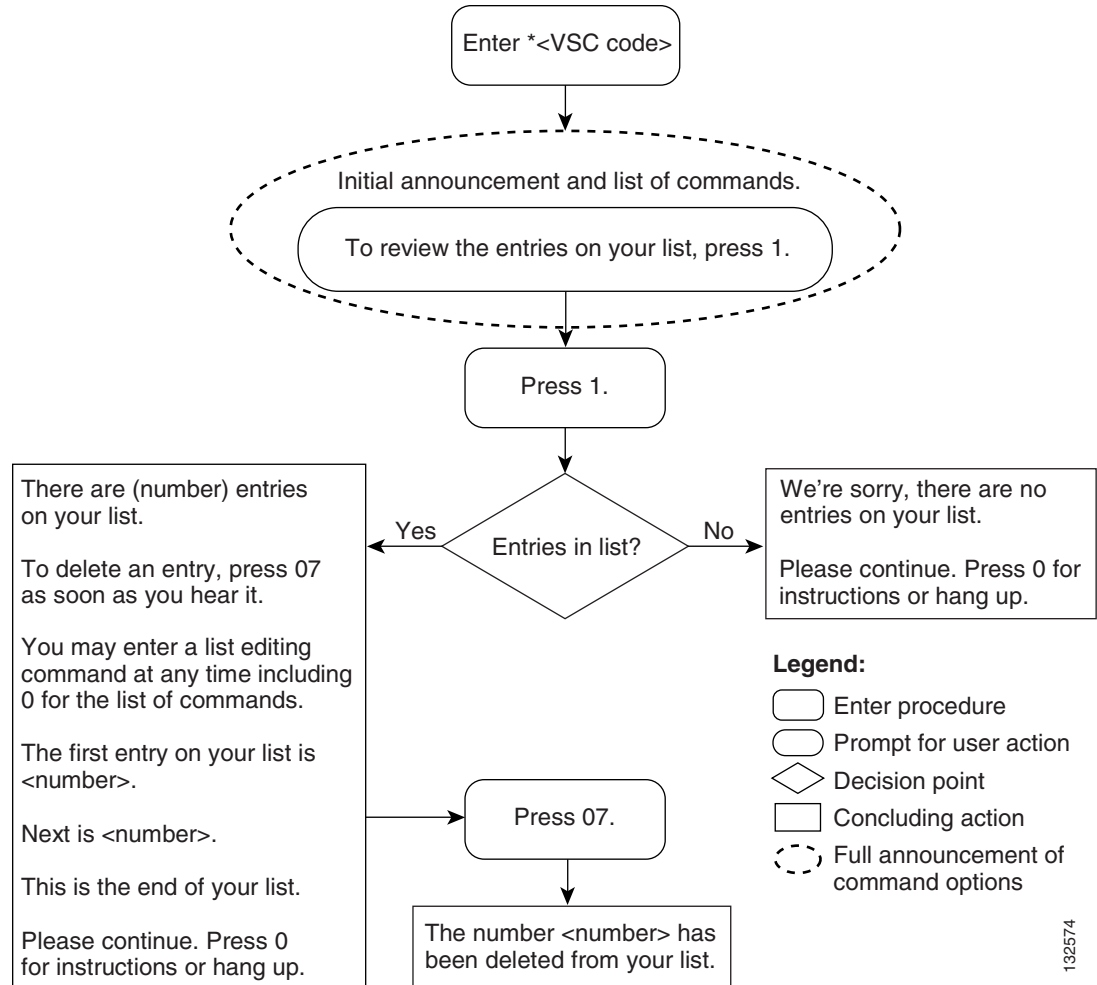 Enter *<VSC code>
Initial announcement and list of commands.
To review the entries on your list, press 1.
Press 1.
There are (number) entries
on your list.
To delete an entry, press 07
as soon as you hear it.
You may enter a list editing
command at any time including
0 for the list of commands.
The first entry on your list is
<number>.
Next is <number>.
This is the end of your list.
Please continue. Press 0
for instructions or hang up.
Yes
Entries in list?
No
We're sorry, there are no
entries on your list.
Please continue. Press 0 for
instructions or hang up.
Press 07.
The number <number> has
been deleted from your list.
Legend:
Enter procedure
Prompt for user action
Decision point
Concluding action
Full announcement of
command options
132574